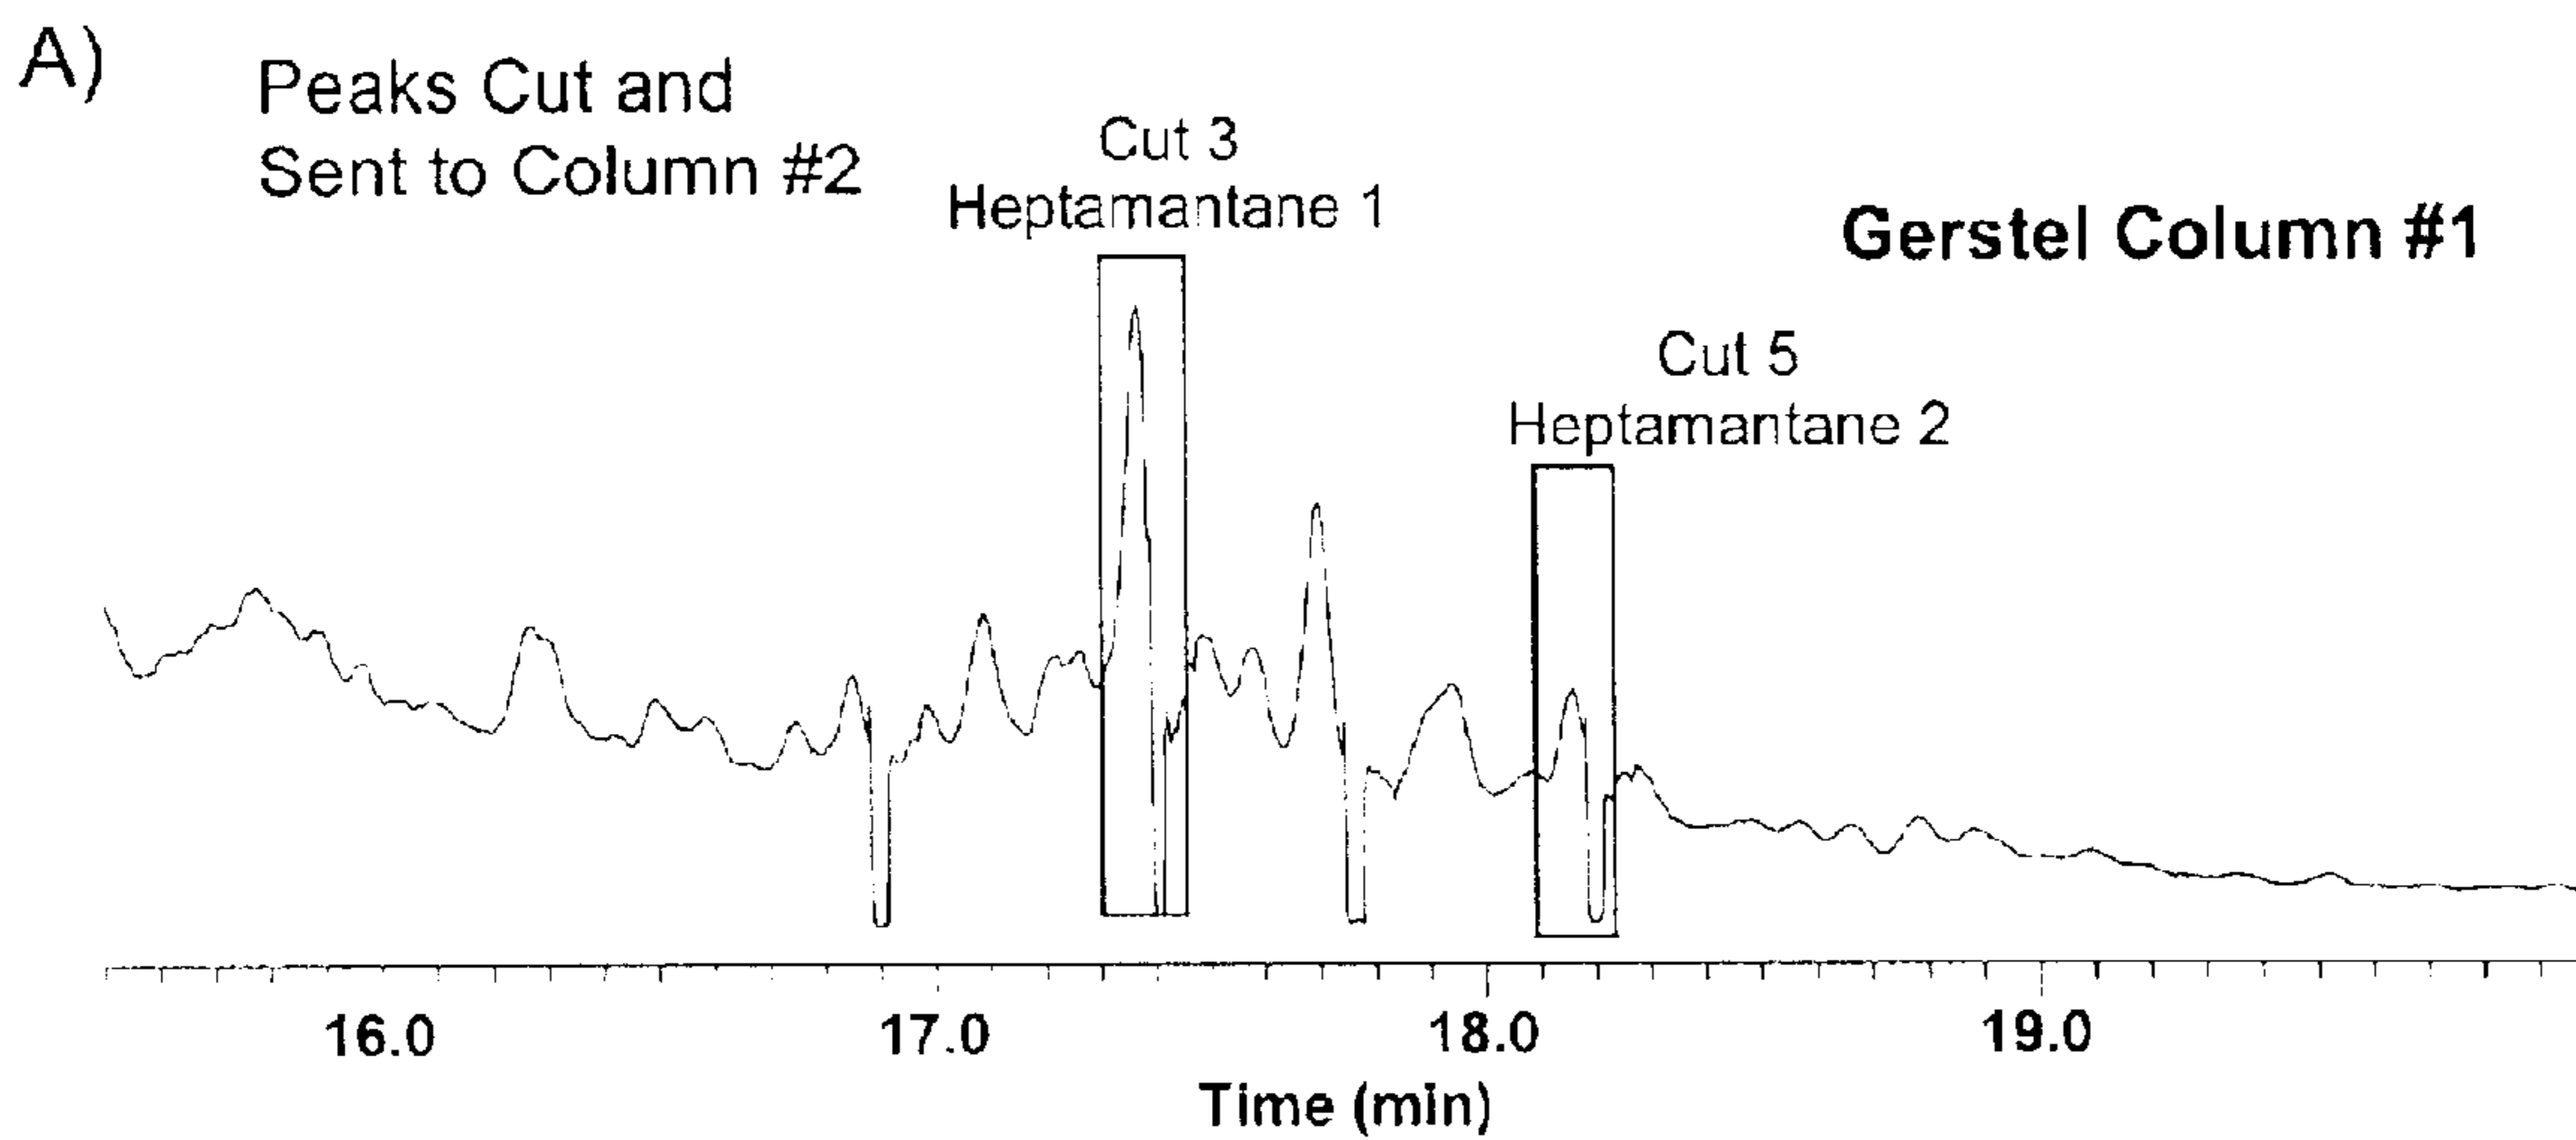 A)
Peaks Cut and
Sent to Column #2
Cut 3
Heptamantane 1
Gerstel Column #1
Cut 5
Heptamantane 2
16.0 17.0 18.0 19.0
Time (min)